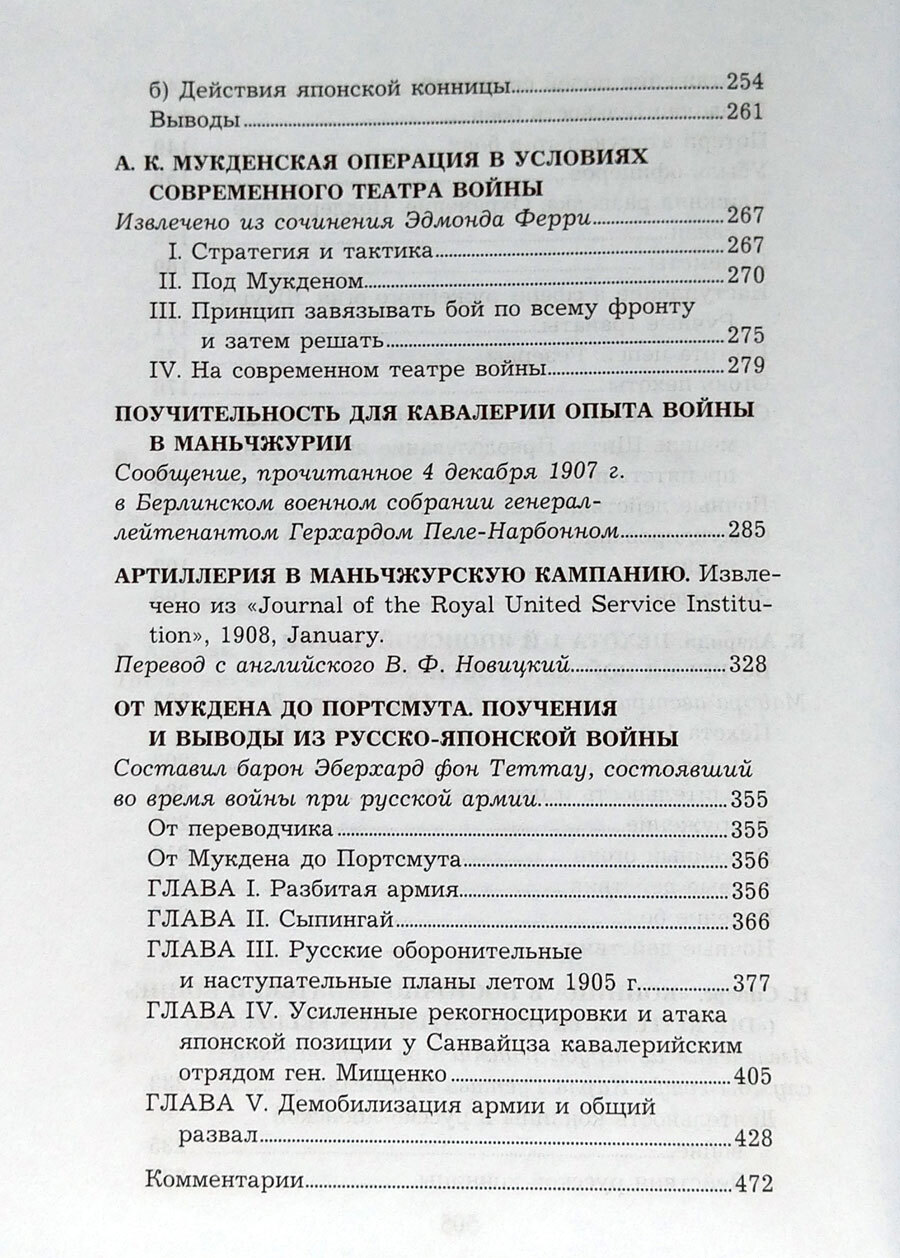 б) Действия японской конницы........254
Выводы........261
А. К. МУКДЕНСКАЯ ОПЕРАЦИЯ В УСЛОВИЯХ
СОВРЕМЕННОГО ТЕАТРА ВОЙНЫ
Извлечено из сочинения Эдмонда Ферри........267
I. Стратегия и тактика........267
II. Под Мукденом........270
III. Принцип завязывать бой по всему фронту
и затем решать........275
IV. На современном театре войны........279
ПОУЧИТЕЛЬНОСТЬ ДЛЯ КАВАЛЕРИИ ОПЫТА ВОЙНЫ
В МАНЬЧЖУРИИ
Сообщение, прочитанное 4 декабря 1907 г.
в Берлинском военном собрании генерал-
лейтенантом Герхардом Пеле-Нарбонном........285
АРТИЛЛЕРИЯ В МАНЬЧЖУРСКУЮ КАМПАНИЮ. Извле-
чено из «Journal of the Royal United Service Institu-
tion», 1908, January.
Перевод с английского В. Ф. Новицкий........328
ОТ МУКДЕНА ДО ПОРТСМУТА. ПОУЧЕНИЯ
И ВЫВОДЫ ИЗ РУССКО-ЯПОНСКОЙ ВОЙНЫ
Составил барон Эберхард фон Теттау, состоявший
во время войны при русской армии........355
От переводчика........355
От Мукдена до Портсмута........356
ГЛАВА I. Разбитая армия........356
ГЛАВА II. Сыпингай........366
ГЛАВА III. Русские оборонительные
и наступательные планы летом 1905 г........377
ГЛАВА IV. Усиленные рекогносцировки и атака
японской позиции у Санвайцза кавалерийским
отрядом ген. Мищенко........405
ГЛАВА V. Демобилизация армии и общий
развал........428
Комментарии........472